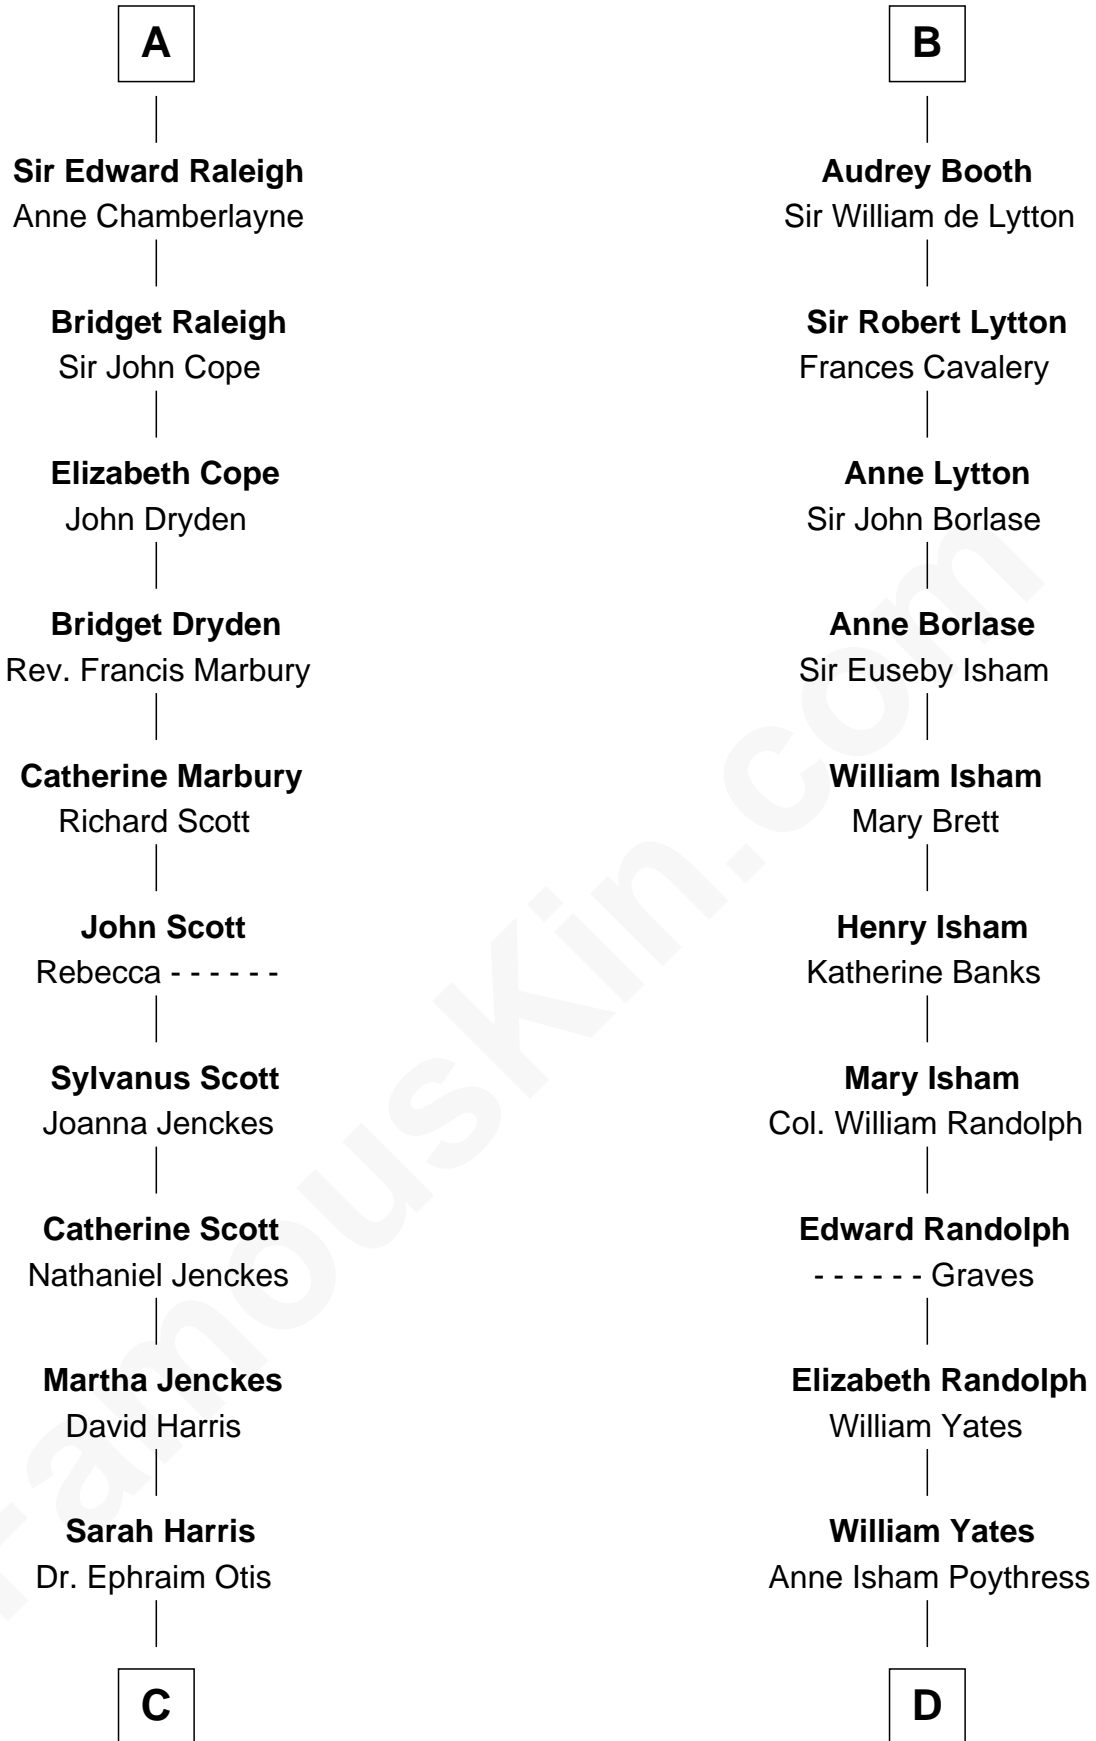 A
Sir Edward Raleigh
Anne Chamberlayne
Bridget Raleigh
Sir John Cope
Elizabeth Cope
John Dryden
Bridget Dryden
Rev. Francis Marbury
Catherine Marbury
Richard Scott
John Scott
Rebecca - - - - - -
Sylvanus Scott
Joanna Jenckes
Catherine Scott
Nathaniel Jenckes
Martha Jenckes
David Harris
Sarah Harris
Dr. Ephraim Otis
C
B
Audrey Booth
Sir William de Lytton
Sir Robert Lytton
Frances Cavalery
Anne Lytton
Sir John Borlase
Anne Borlase
Sir Euseby Isham
William Isham
Mary Brett
Henry Isham
Katherine Banks
Mary Isham
Col. William Randolph
Edward Randolph
- - - - - - Graves
Elizabeth Randolph
William Yates
William Yates
Anne Isham Poythress
D
FamousKin.com